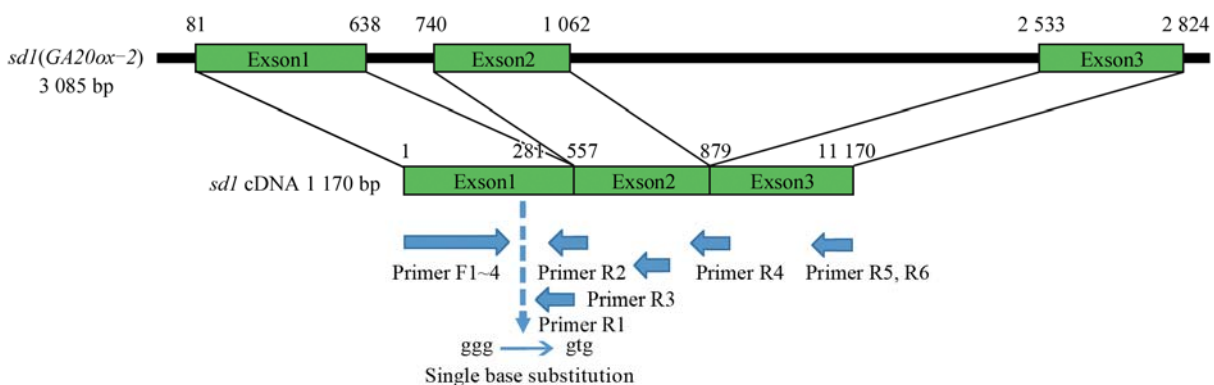 81 638 740 1 062 2 533 2 824
sd1(GA20ox−2)
3 085 bp
Exson1 Exson2 Exson3
1 281 557 879 11 170
sd1 cDNA 1 170 bp
Exson1 Exson2 Exson3
Primer F1~4 Primer R2 Primer R4 Primer R5, R6
Primer R3
Primer R1
ggg gtg
Single base substitution